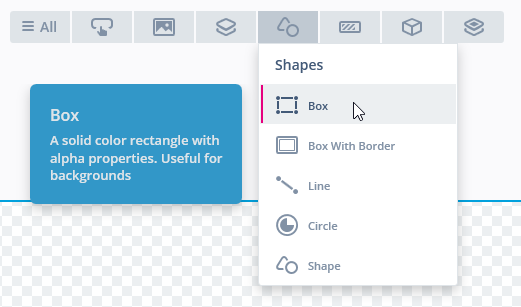 All
Shapes
Box
A solid color rectangle with
alpha properties. Useful for
backgrounds
Box
Box With Border
Line
Circle
Shape